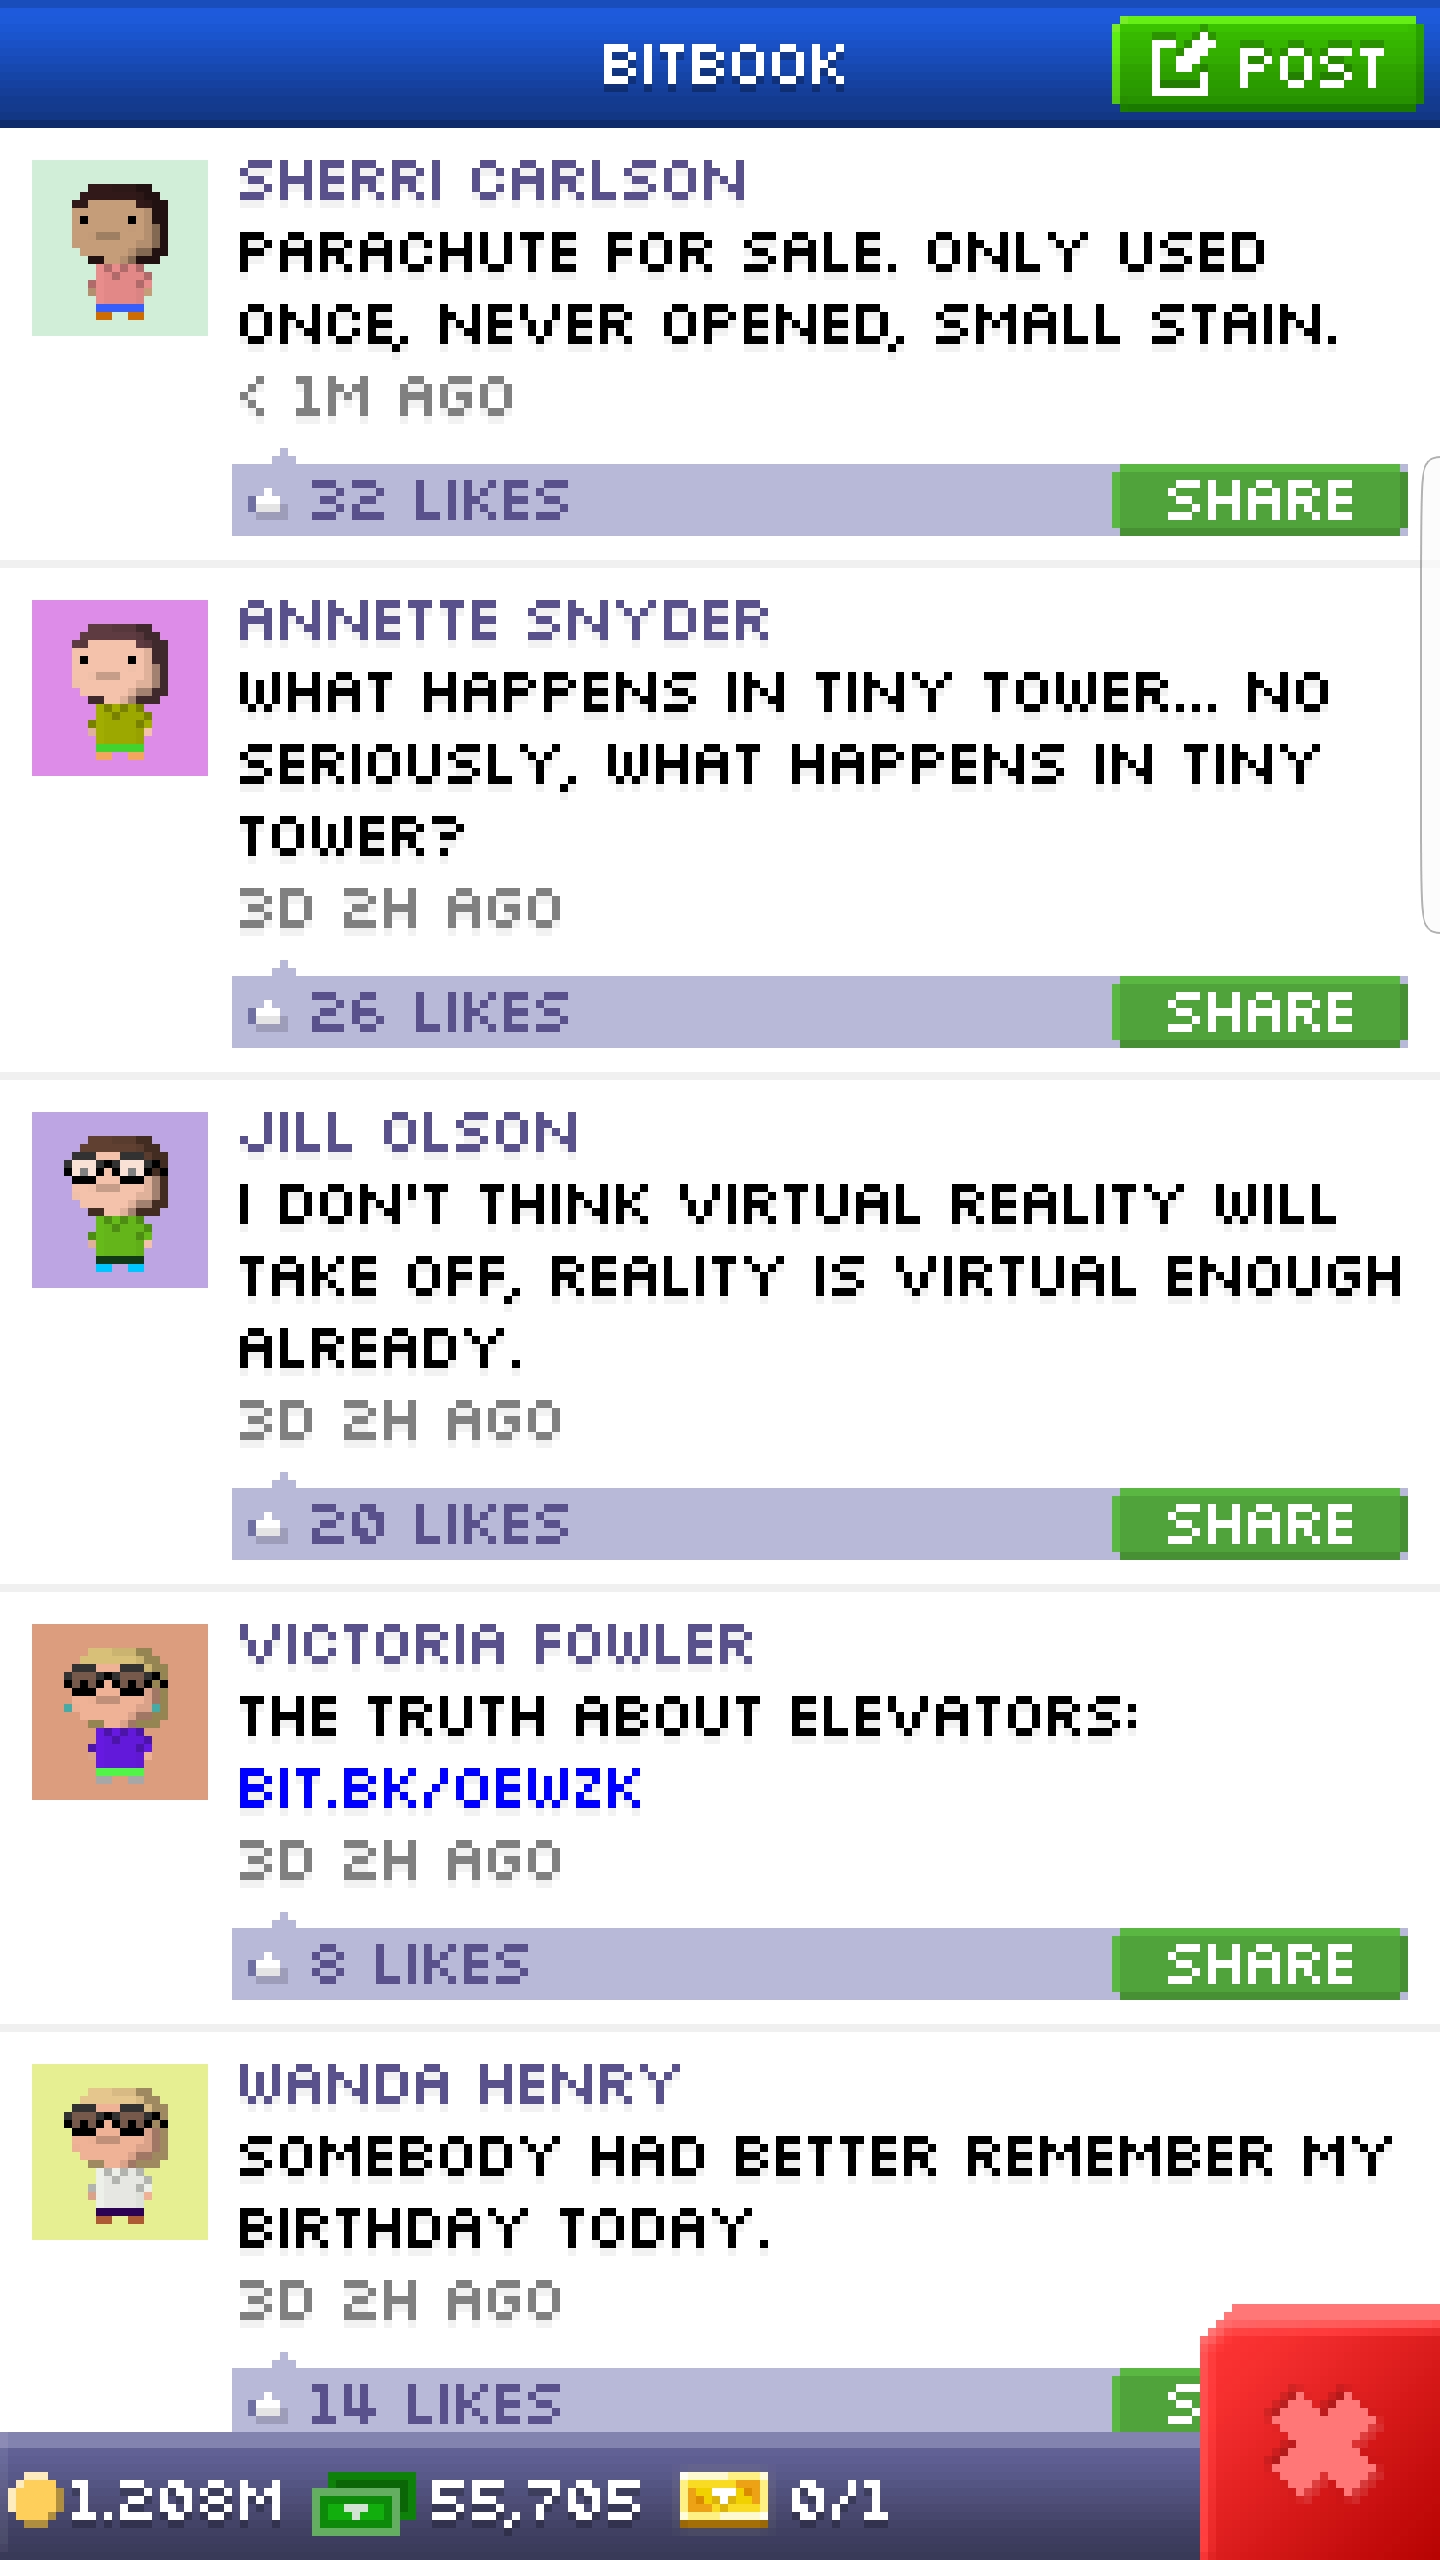 BITBOOK
POST
SHERRI CARLSON
PARACHUTE FOR SALE. ONLY USED
ONCE, NEVER OPENED, SMALL STAIN.
< 1M AGO
32 LIKES
SHARE
ANNETTE SNYDER
WHAT HAPPENS IN TINY TOWER... NO
SERIOUSLY, WHAT HAPPENS IN TINY
TOWER?
3D 2H AGO
26 LIKES
SHARE
JILL OLSON
I DON'T THINK VIRTUAL REALITY WILL
TAKE OFF, REALITY IS VIRTUAL ENOUGH
ALREADY.
3D 2H AGO
20 LIKES
SHARE
VICTORIA FOWLER
THE TRUTH ABOUT ELEVATORS:
BIT.BK/OEWZK
3D 2H AGO
8 LIKES
SHARE
WANDA HENRY
SOMEBODY HAD BETTER REMEMBER MY
BIRTHDAY TODAY.
3D 2H AGO
14 LIKES
1.208M
55,705
0/1